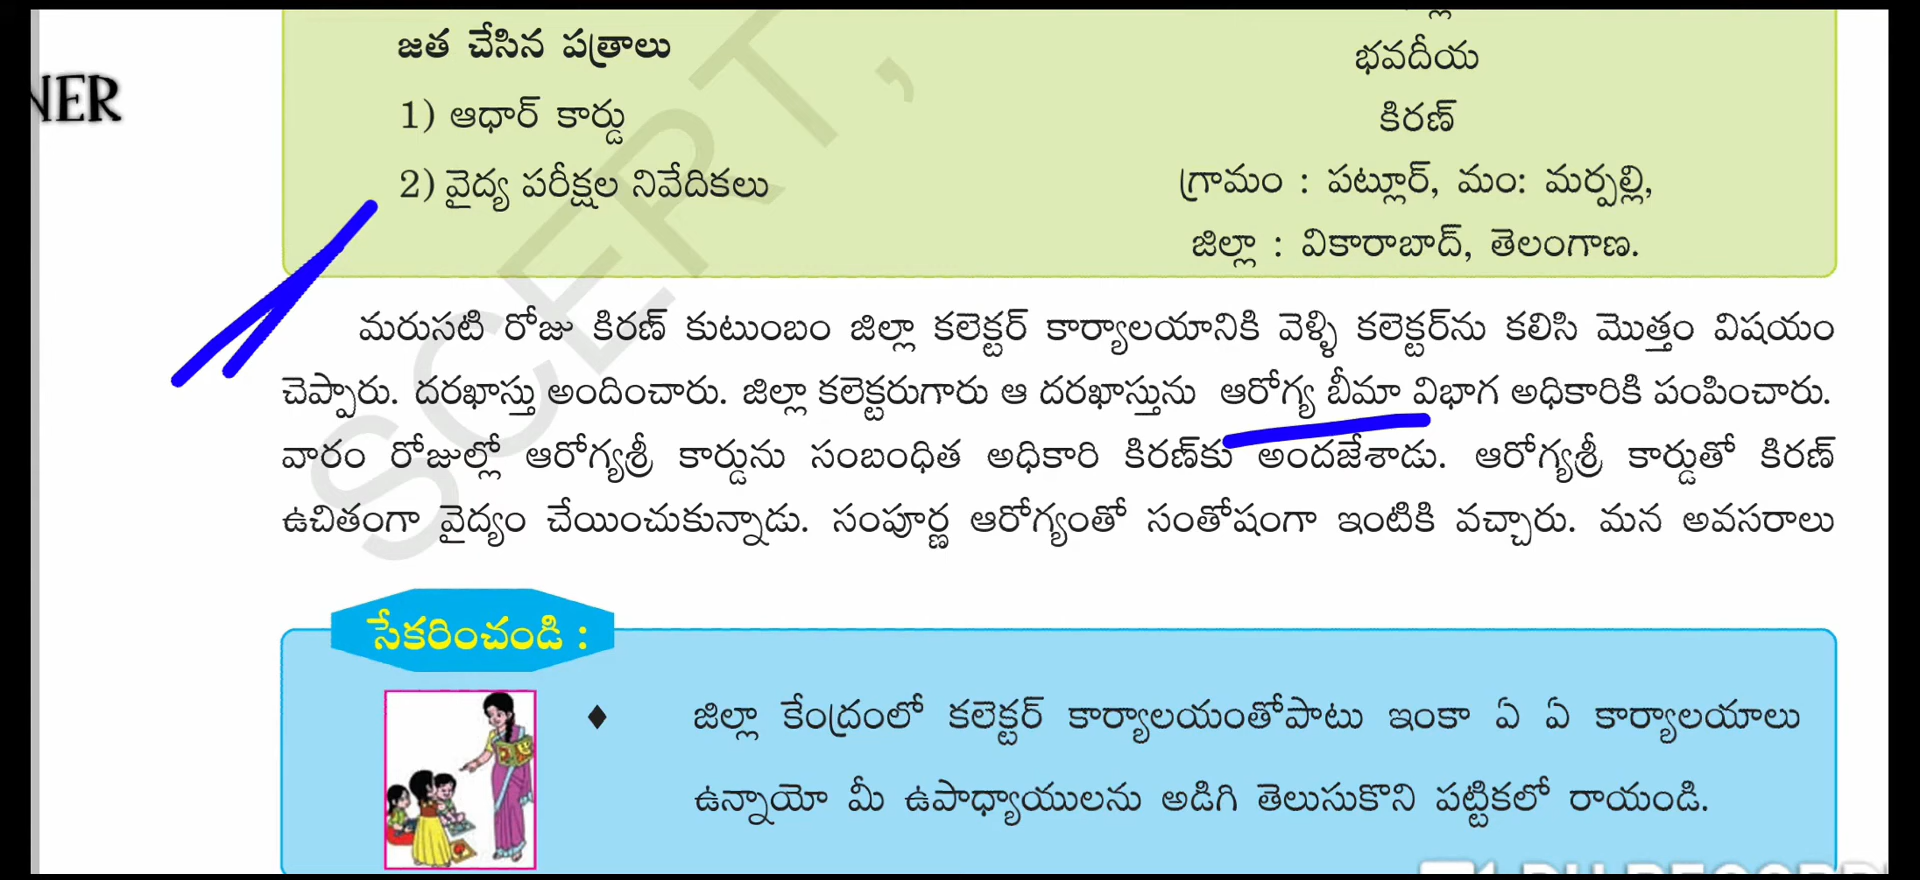 జత చేసిన పత్రాలు
భవదీయ
NER
1) ఆధార్ కార్డు
కిరణ్
2) వైద్య పరీక్షల నివేదికలు
గ్రామం : పట్లూర్, మం: మర్పల్లి,
జిల్లా : వికారాబాద్, తెలంగాణ.
SCERT,
మరుసటి రోజు కిరణ్ కుటుంబం జిల్లా కలెక్టర్ కార్యాలయానికి వెళ్ళి కలెక్టర్‌ను కలిసి మొత్తం విషయం
చెప్పారు. దరఖాస్తు అందించారు. జిల్లా కలెక్టరుగారు ఆ దరఖాస్తును ఆరోగ్య బీమా విభాగ అధికారికి పంపించారు.
వారం రోజుల్లో ఆరోగ్యశ్రీ కార్డును సంబంధిత అధికారి కిరణ్‌కు అందజేశాడు. ఆరోగ్యశ్రీ కార్డుతో కిరణ్
ఉచితంగా వైద్యం చేయించుకున్నాడు. సంపూర్ణ ఆరోగ్యంతో సంతోషంగా ఇంటికి వచ్చారు. మన అవసరాలు
సేకరించండి :
♦ జిల్లా కేంద్రంలో కలెక్టర్ కార్యాలయంతోపాటు ఇంకా ఏ ఏ కార్యాలయాలు
ఉన్నాయో మీ ఉపాధ్యాయులను అడిగి తెలుసుకొని పట్టికలో రాయండి.